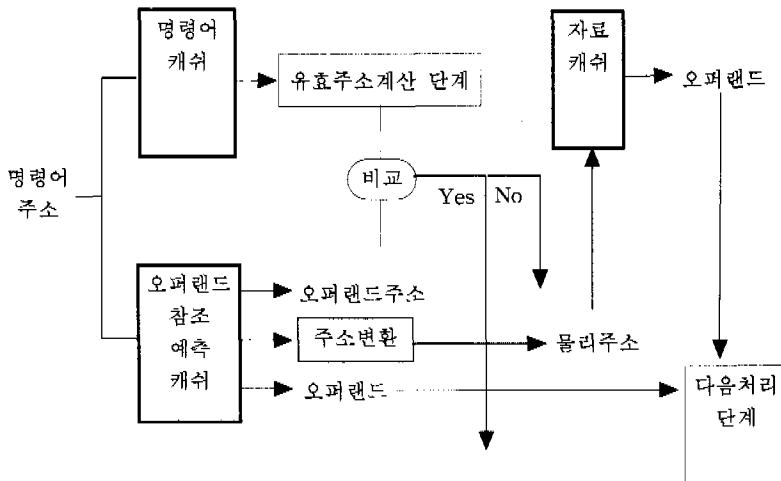 명령어
캐쉬
유효주소계산 단계
자료
캐쉬
오퍼랜드
명령어
주소
비교
Yes
No
오퍼랜드
참조
예측
캐쉬
오퍼랜드주소
주소변환
물리주소
오퍼랜드
다음처리
단계